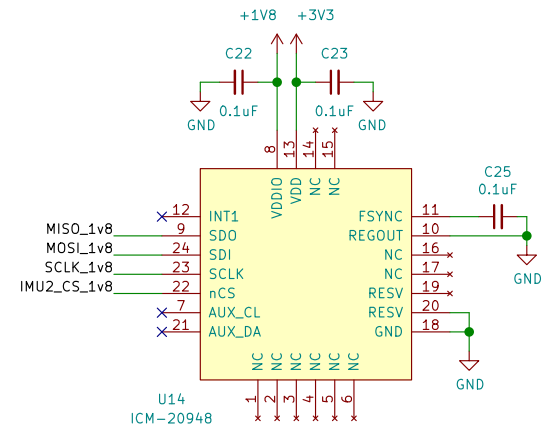 +1V8 +3V3
C22 C23
0.1uF 0.1uF
GND GND
8 13 14 15
VDDIO VDD NC NC
C25
0.1uF
12 INT1 FSYNC 11
MISO_1v8 9 SDO REGOUT 10
MOSI_1v8 24 SDI NC 16
SCLK_1v8 23 SCLK NC 17
IMU2_CS_1v8 22 nCS RESV 19
GND
7 AUX_CL RESV 20
21 AUX_DA GND 18
NC NC NC NC NC NC
GND
1 2 3 4 5 6
U14
ICM-20948